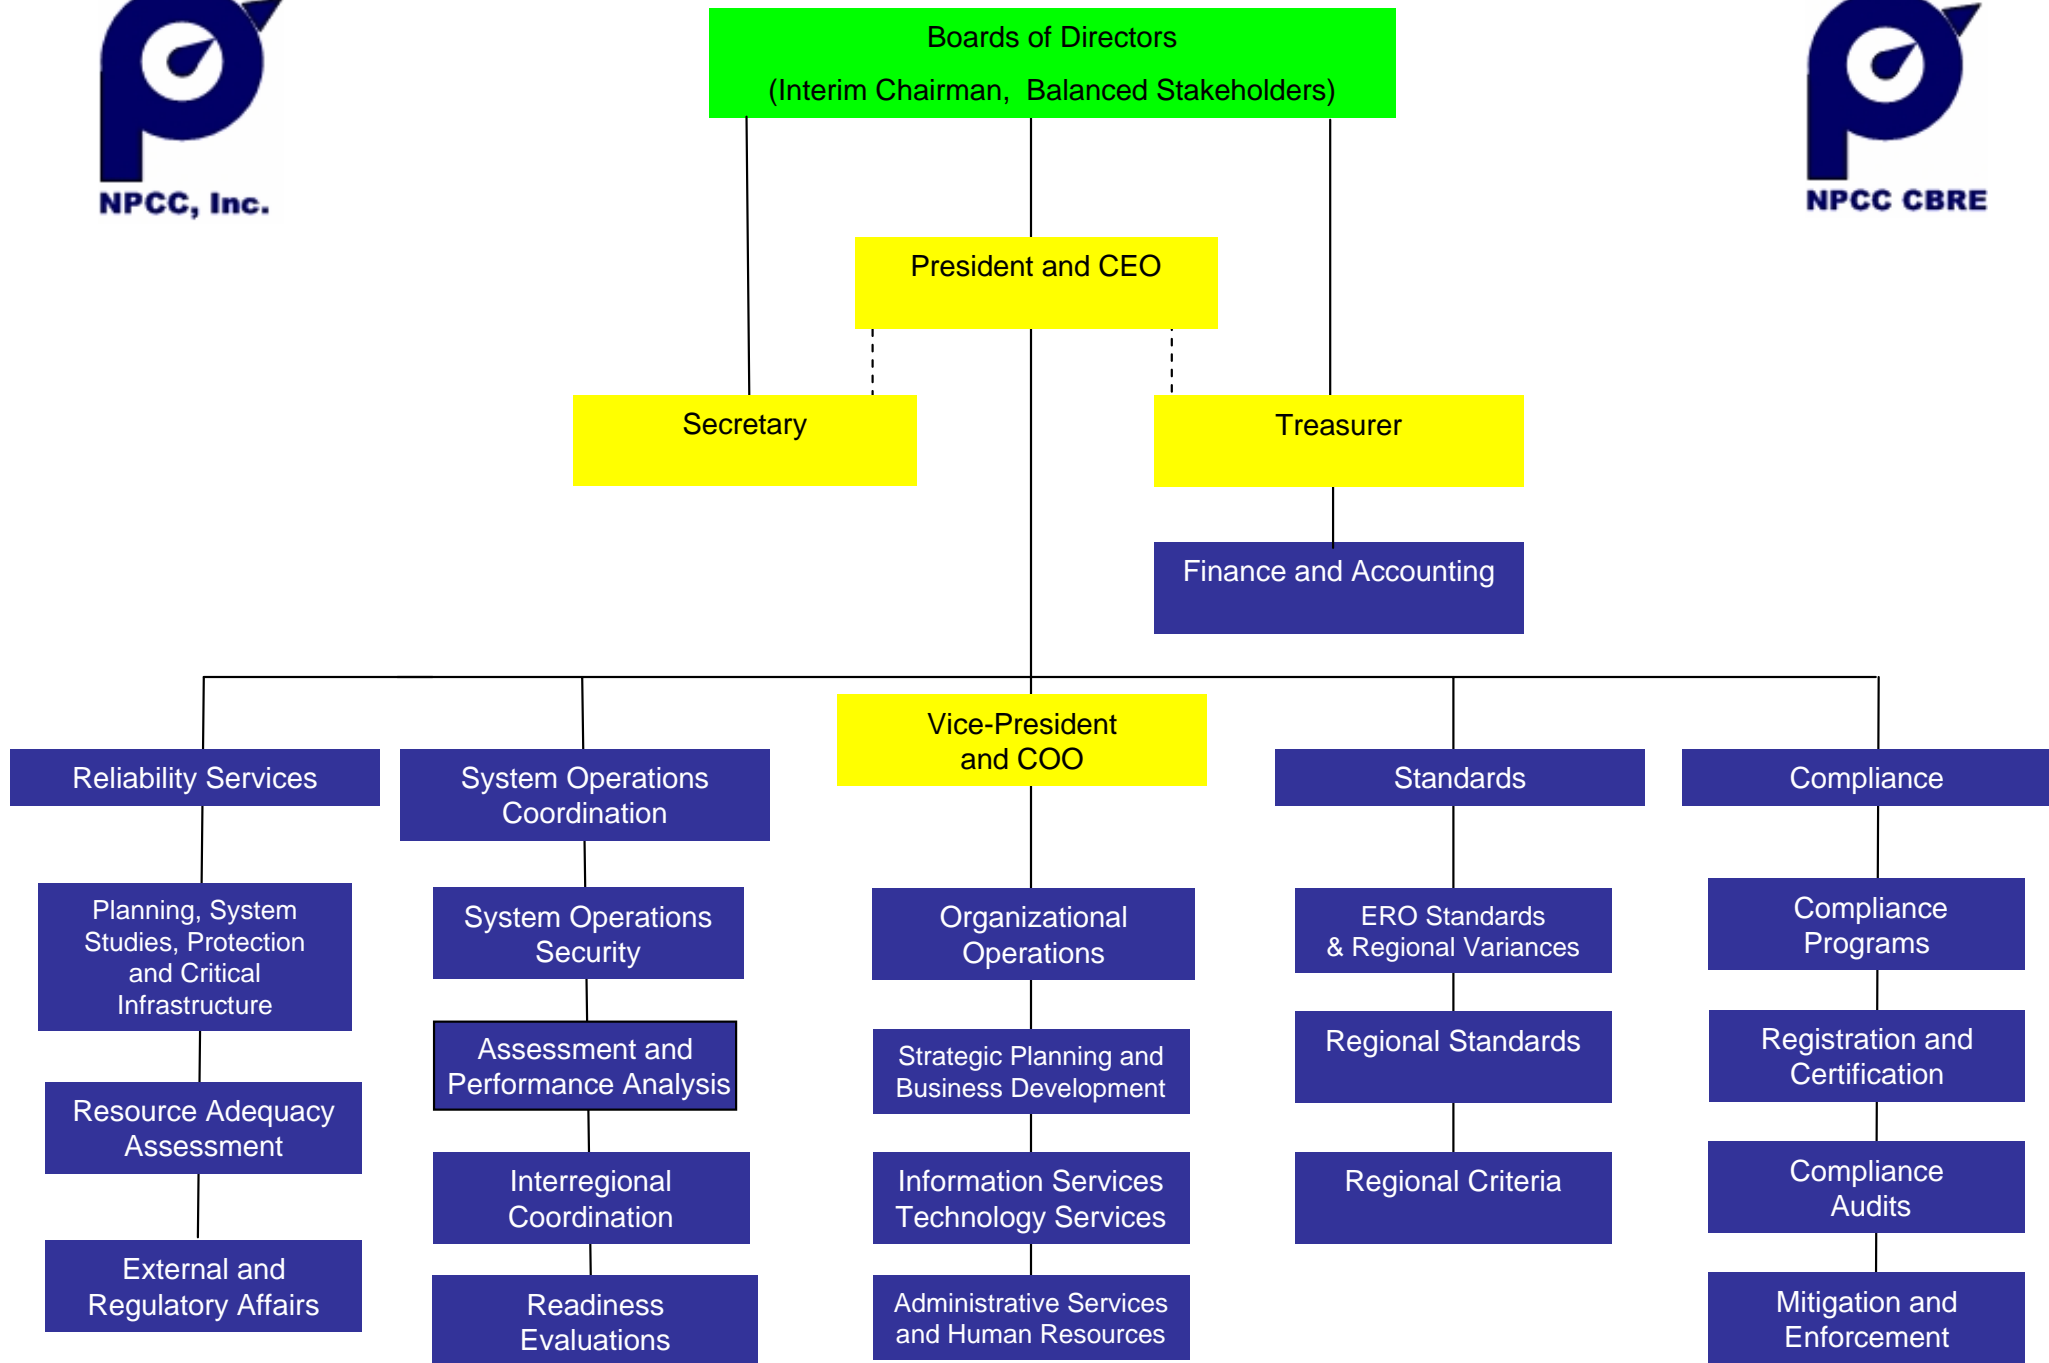 Boards of Directors
(Interim Chairman, Balanced Stakeholders)
NPCC, Inc.
NPCC CBRE
President and CEO
Secretary
Treasurer
Finance and Accounting
Vice-President
and COO
Reliability Services
System Operations
Coordination
Standards
Compliance
Planning, System
Studies, Protection
and Critical
Infrastructure
System Operations
Security
Organizational
Operations
ERO Standards
& Regional Variances
Compliance
Programs
Assessment and
Performance Analysis
Strategic Planning and
Business Development
Regional Standards
Registration and
Certification
Resource Adequacy
Assessment
Interregional
Coordination
Information Services
Technology Services
Regional Criteria
Compliance
Audits
External and
Regulatory Affairs
Readiness
Evaluations
Administrative Services
and Human Resources
Mitigation and
Enforcement